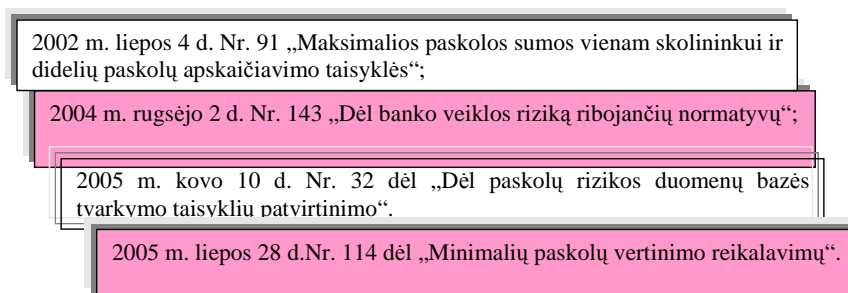 2002 m. liepos 4 d. Nr. 91 „Maksimalios paskolos sumos vienam skolininkui ir
didelių paskolų apskaičiavimo taisyklės“;
2004 m. rugsėjo 2 d. Nr. 143 „Dėl banko veiklos riziką ribojančių normatyvų“;
2005 m. kovo 10 d. Nr. 32 dėl „Dėl paskolų rizikos duomenų bazės
tvarkymo taisyklių patvirtinimo“.
2005 m. liepos 28 d.Nr. 114 dėl „Minimalių paskolų vertinimo reikalavimų“.